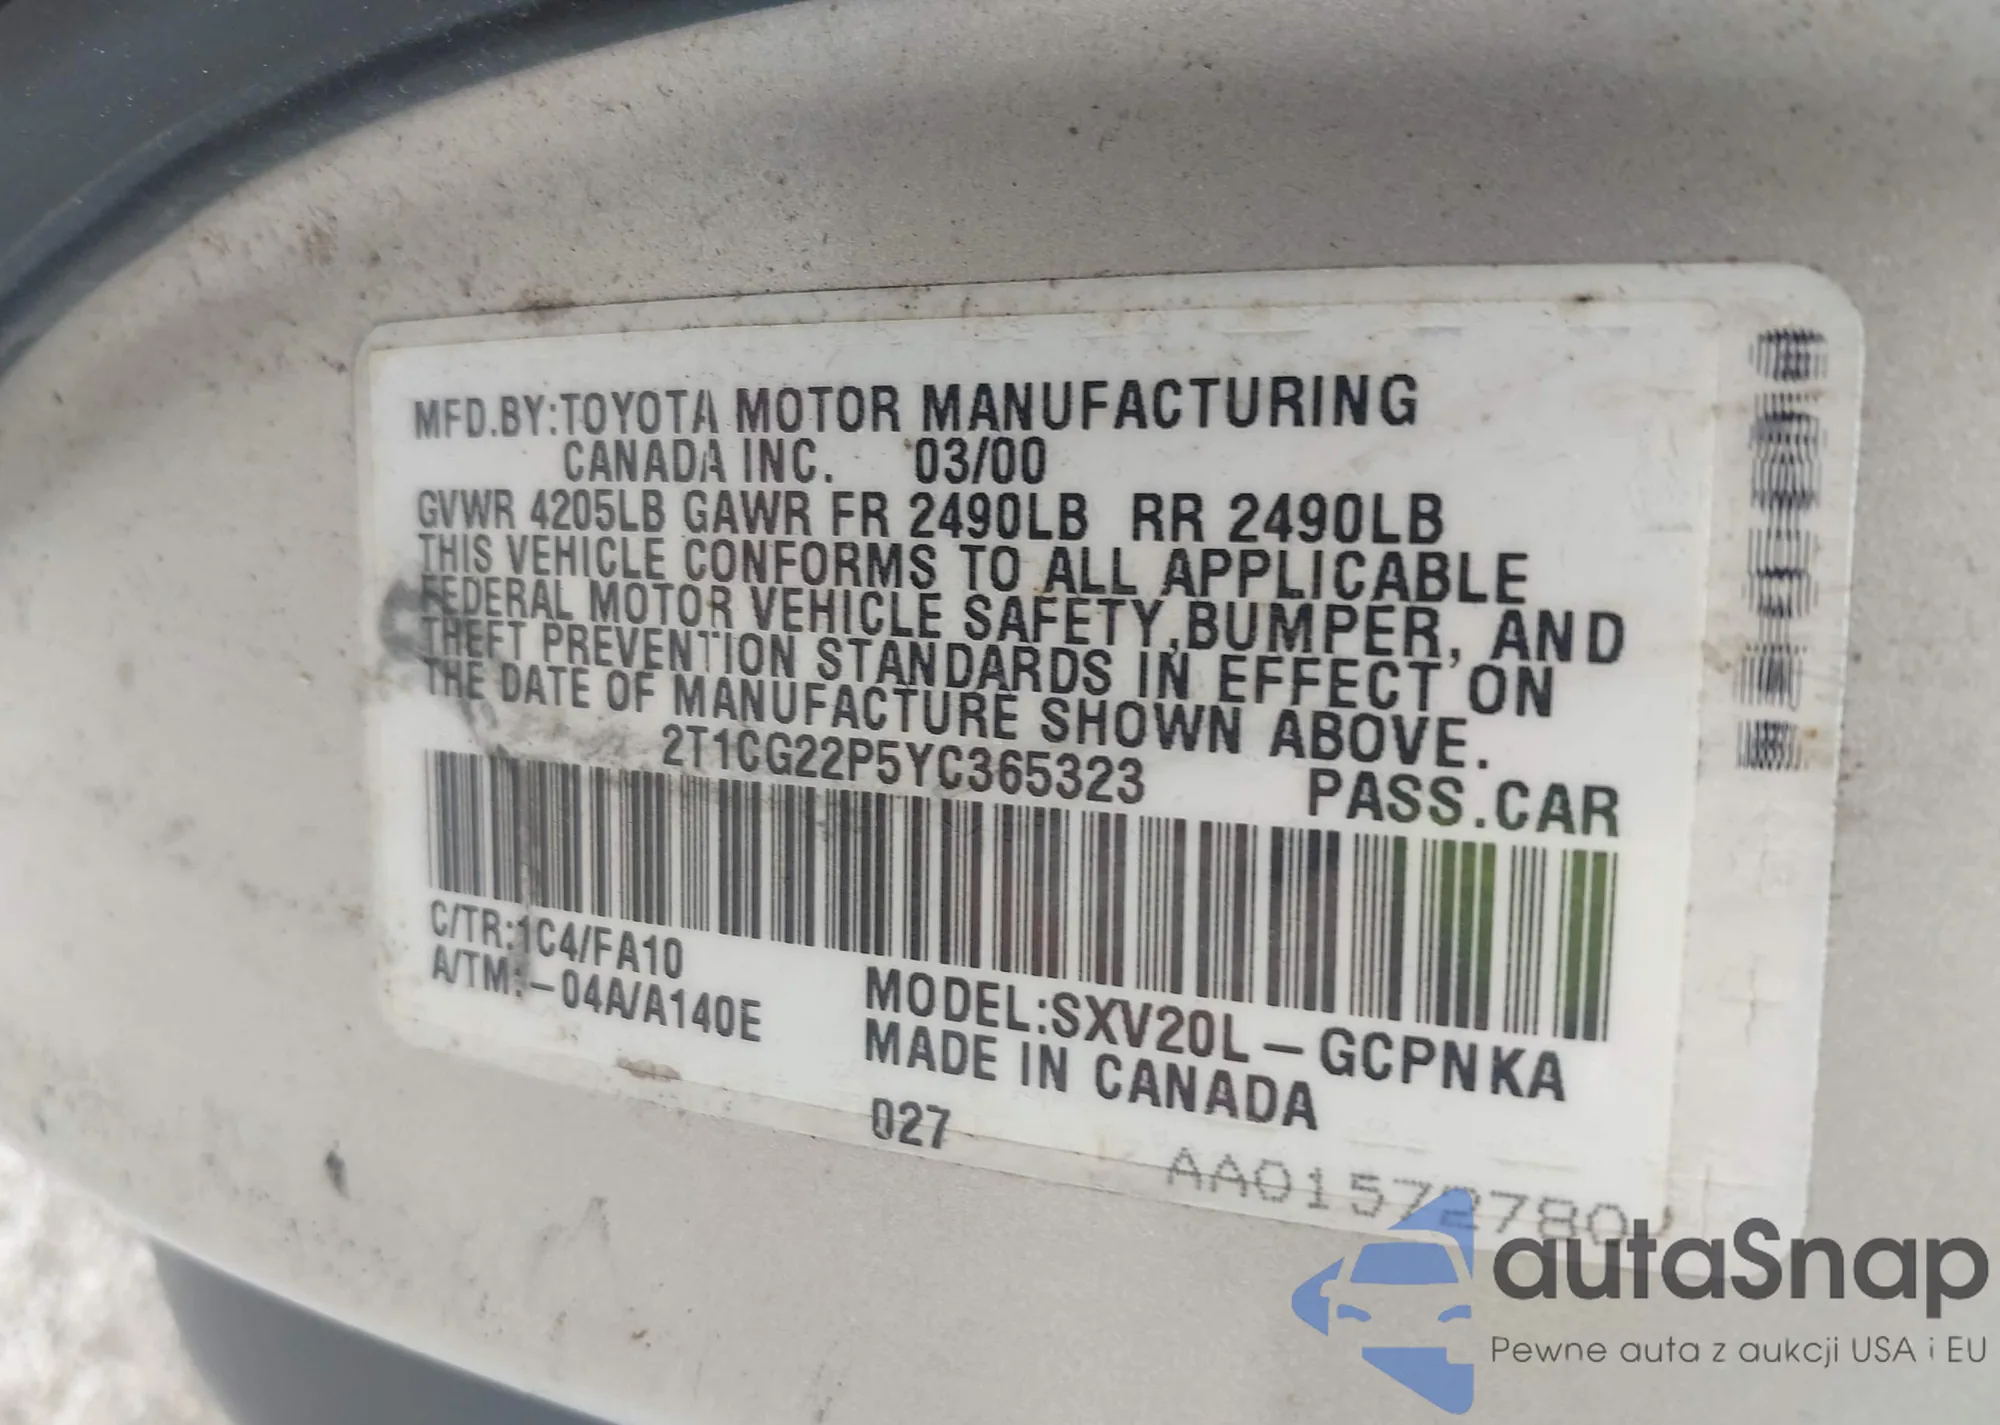 MFD.BY:TOYOTA MOTOR MANUFACTURING
CANADA INC. 03/00
GVWR 4205LB GAWR FR 2490LB RR 2490LB
THIS VEHICLE CONFORMS TO ALL APPLICABLE
FEDERAL MOTOR VEHICLE SAFETY,BUMPER, AND
THEFT PREVENTION STANDARDS IN EFFECT ON
THE DATE OF MANUFACTURE SHOWN ABOVE.
2T1CG22P5YC365323 PASS.CAR
C/TR:1C4/FA10
A/TM:-04A/A140E
MODEL:SXV20L-GCPNKA
MADE IN CANADA
027
AA01572780
autaSnap
Pewne auta z aukcji USA i EU